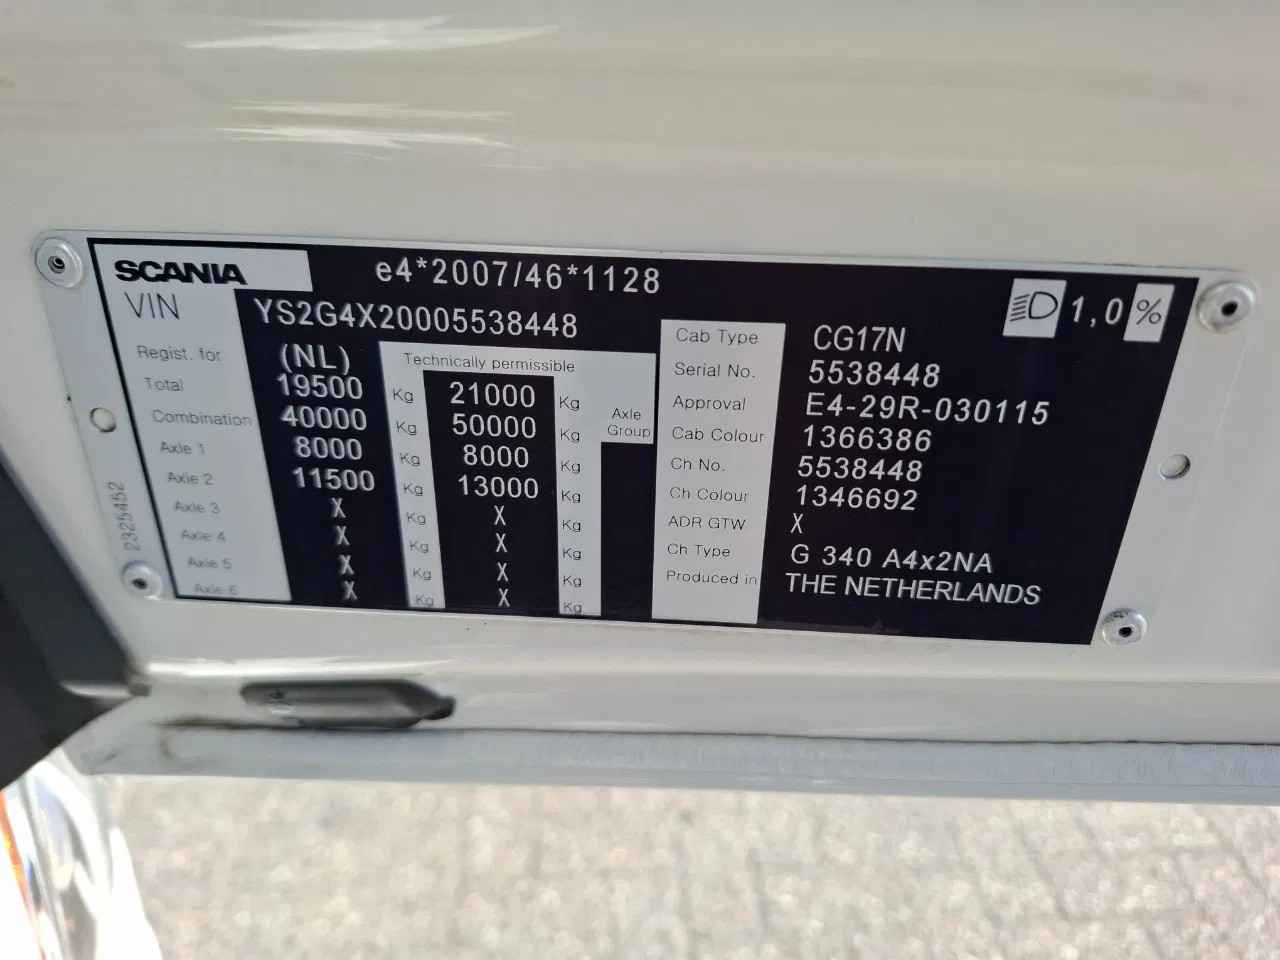 SCANIA e4*2007/46*1128
VIN YS2G4X20005538448
1,0 %
Regist. for (NL) Technically permissible
Total 19500 Kg 21000 Kg
Combination 40000 Kg 50000 Kg
Axle Group
Axle 1 8000 Kg 8000 Kg
Axle 2 11500 Kg 13000 Kg
Axle 3 X Kg X Kg
Axle 4 X Kg X Kg
Axle 5 X Kg X Kg
Axle 6 X Kg X Kg
Cab Type CG17N
Serial No. 5538448
Approval E4-29R-030115
Cab Colour 1366386
Ch No. 5538448
Ch Colour 1346692
ADR GTW X
Ch Type G 340 A4x2NA
Produced in THE NETHERLANDS
2325452